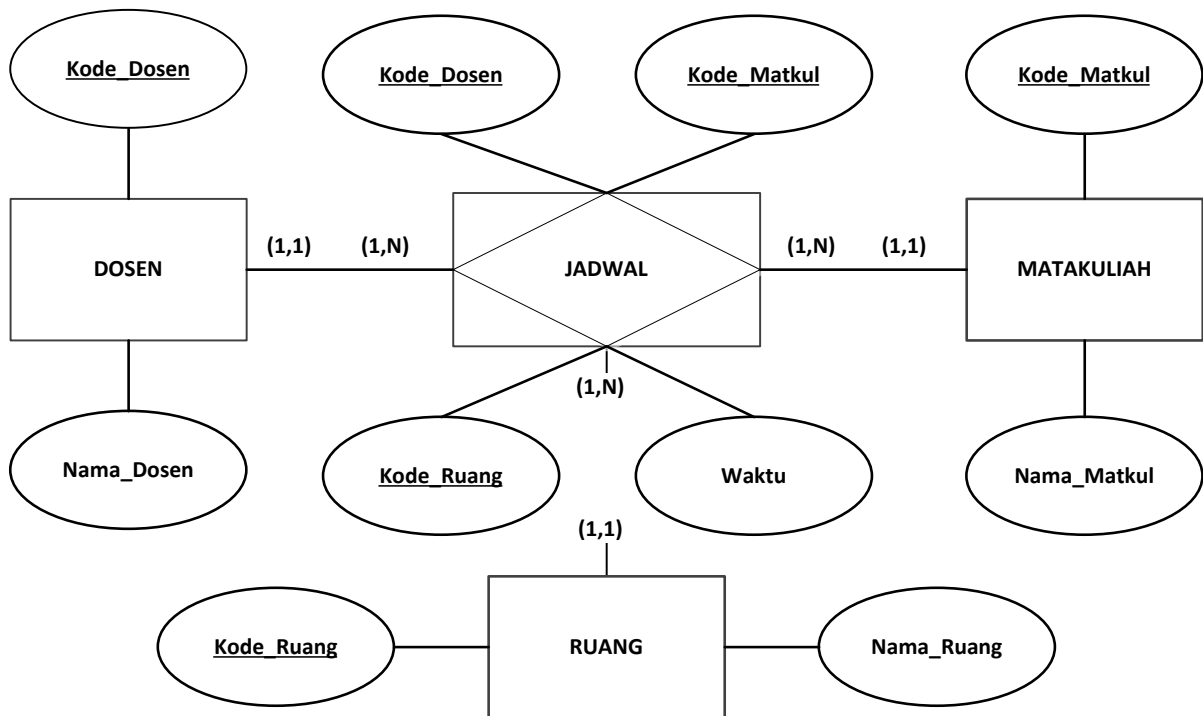 Kode_Dosen
Kode_Dosen
Kode_Matkul
Kode_Matkul
DOSEN
(1,1)
(1,N)
JADWAL
(1,N)
(1,1)
MATAKULIAH
(1,N)
Nama_Dosen
Kode_Ruang
Waktu
Nama_Matkul
(1,1)
Kode_Ruang
RUANG
Nama_Ruang